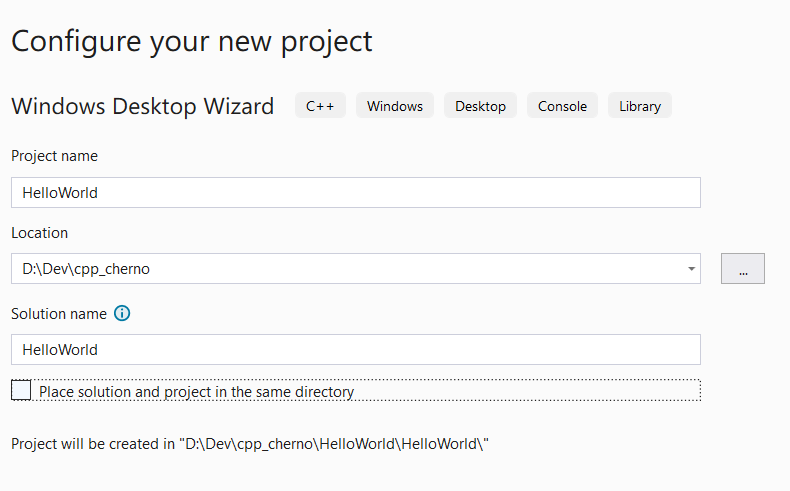 Configure your new project
Windows Desktop Wizard C++ Windows Desktop Console Library
Project name
HelloWorld
Location
D:\Dev\cpp_cherno
...
Solution name
HelloWorld
Place solution and project in the same directory
Project will be created in "D:\Dev\cpp_cherno\HelloWorld\HelloWorld\"